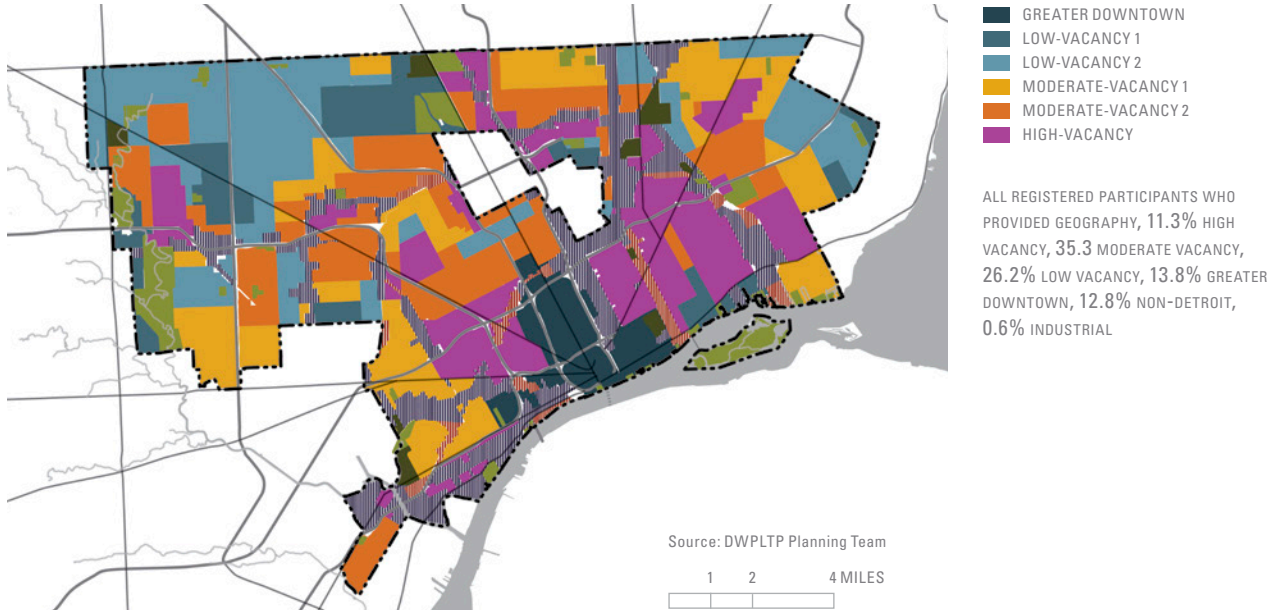 GREATER DOWNTOWN
LOW-VACANCY 1
LOW-VACANCY 2
MODERATE-VACANCY 1
MODERATE-VACANCY 2
HIGH-VACANCY
ALL REGISTERED PARTICIPANTS WHO
PROVIDED GEOGRAPHY, 11.3% HIGH
VACANCY, 35.3 MODERATE VACANCY,
26.2% LOW VACANCY, 13.8% GREATER
DOWNTOWN, 12.8% NON-DETROIT,
0.6% INDUSTRIAL
Source: DWPLTP Planning Team
1 2 4 MILES